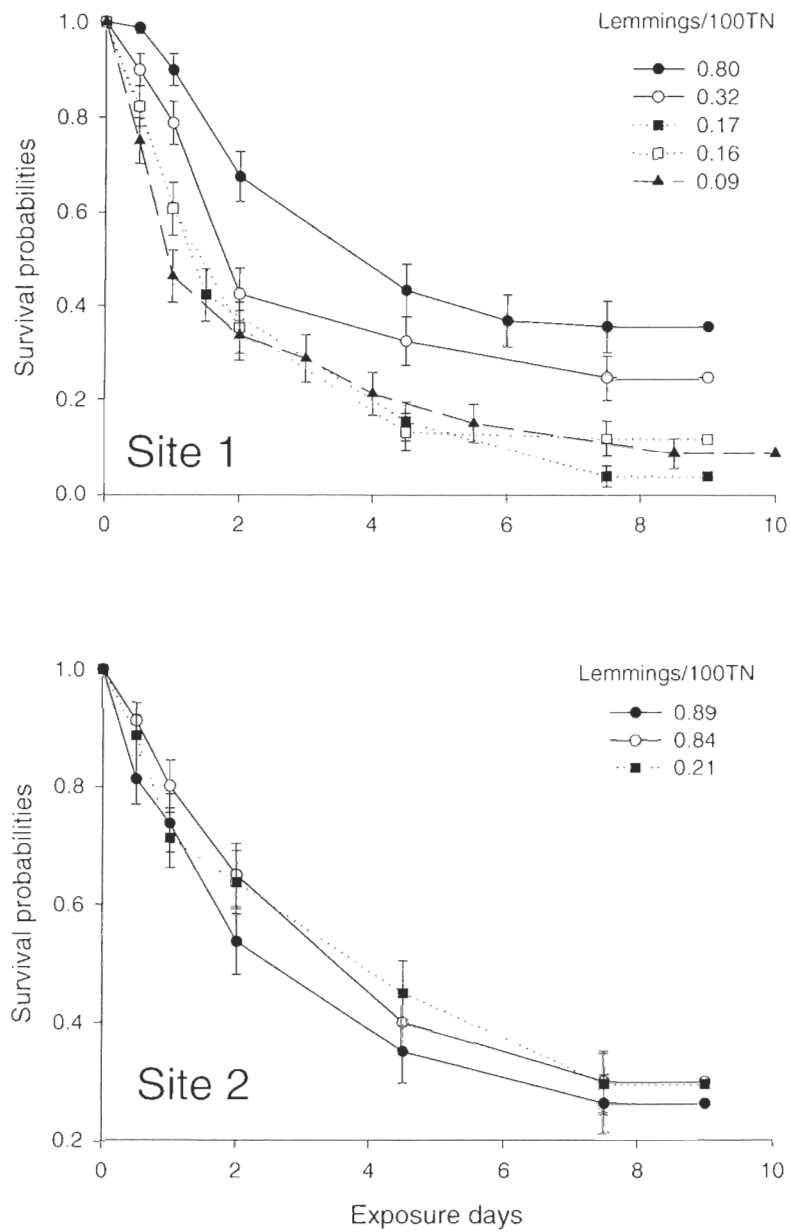 Lemmings/100TN
0.80
0.32
0.17
0.16
0.09
1.0
0.8
0.6
0.4
0.2
0.0
Survival probabilities
Site 1
0 2 4 6 8 10
Lemmings/100TN
0.89
0.84
0.21
1.0
0.8
0.6
0.4
0.2
Survival probabilities
Site 2
0 2 4 6 8 10
Exposure days